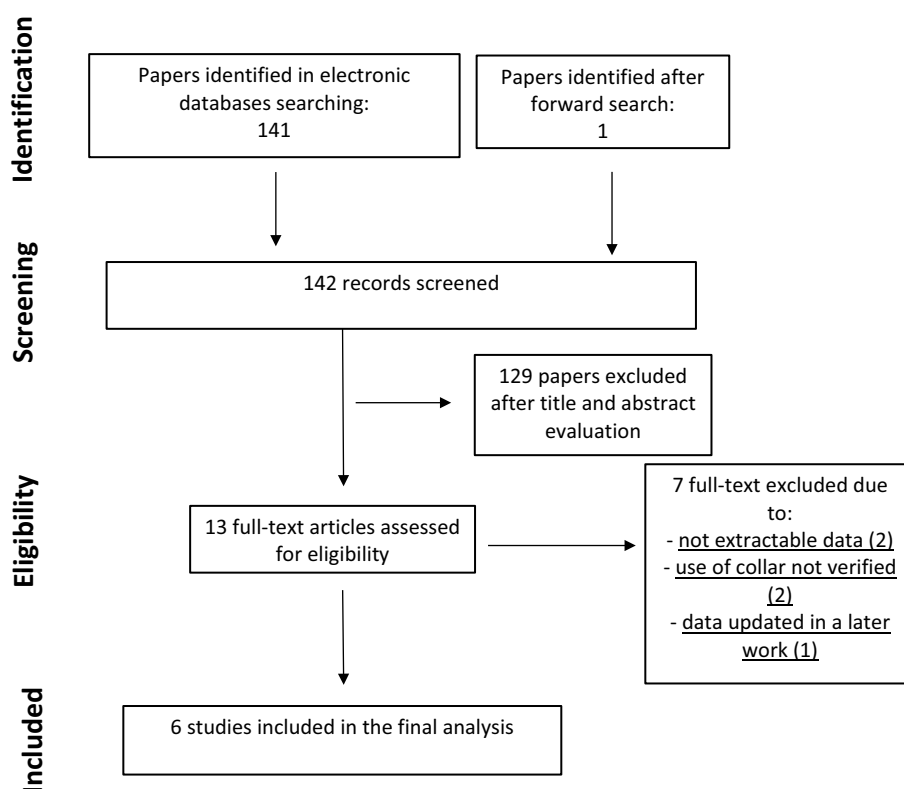 Identification
Papers identified in electronic
databases searching:
141
Papers identified after
forward search:
1
Screening
142 records screened
129 papers excluded
after title and abstract
evaluation
Eligibility
13 full-text articles assessed
for eligibility
7 full-text excluded due
to:
- not extractable data (2)
- use of collar not verified
(2)
- data updated in a later
work (1)
Included
6 studies included in the final analysis